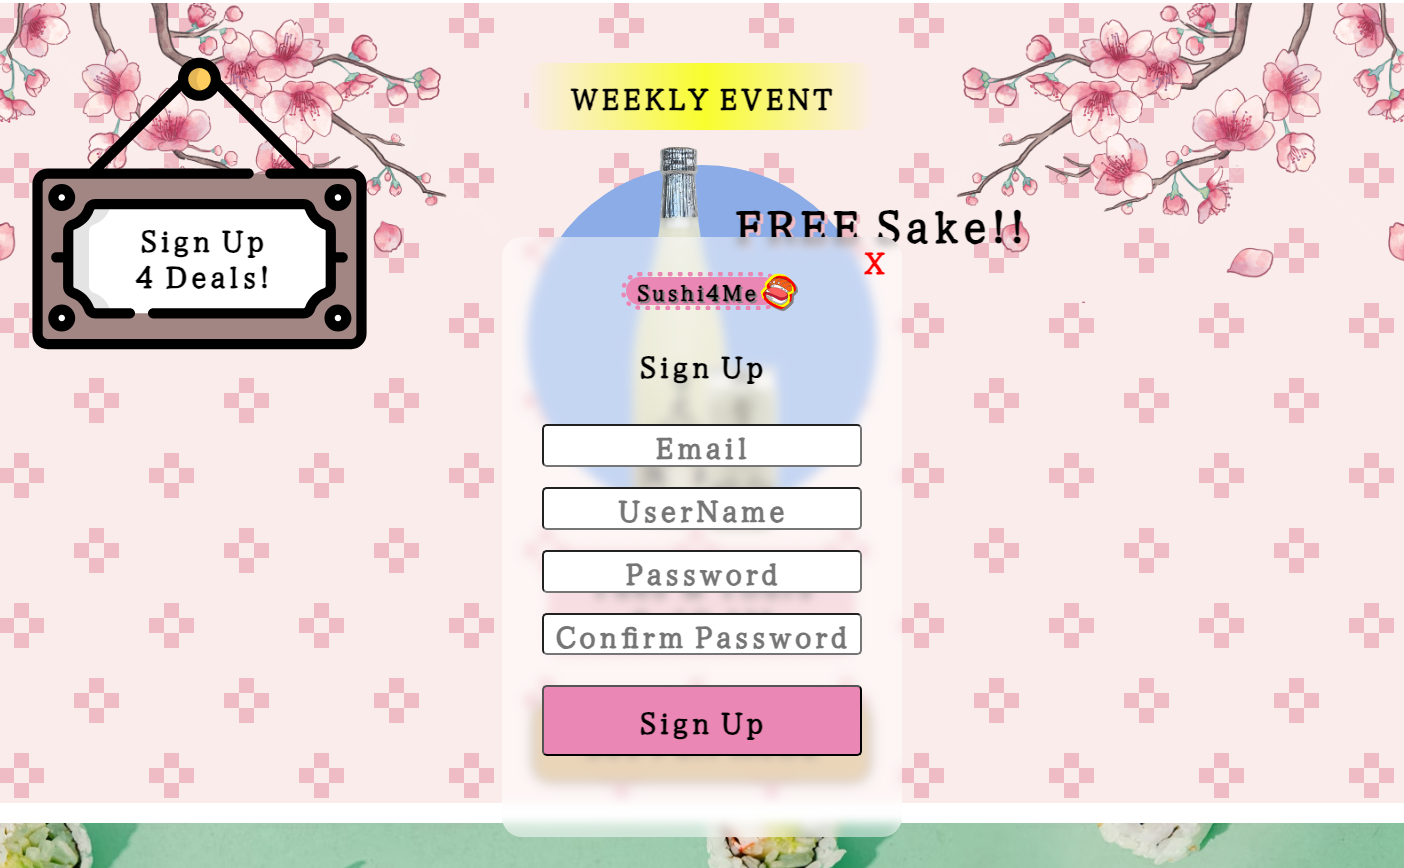 WEEKLY EVENT
Sign Up
4 Deals!
FREE Sake!!
X
Sushi4Me
Sign Up
Email
UserName
Password
Confirm Password
Sign Up